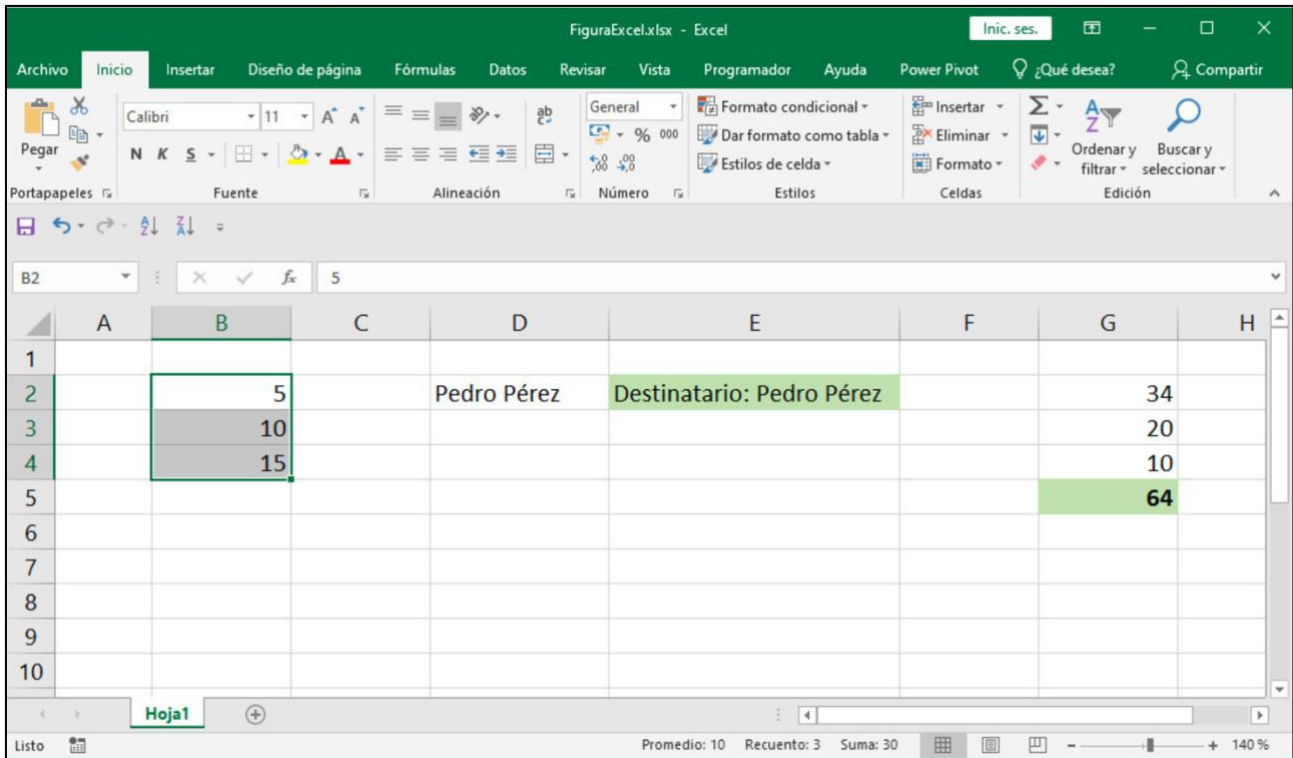 FiguraExcel.xlsx - Excel
Inic. ses.
Archivo Inicio Insertar Diseño de página Fórmulas Datos Revisar Vista Programador Ayuda Power Pivot ¿Qué desea? Compartir
Pegar
Calibri 11 A A
N K S A
ab
General
% 000
Formato condicional
Dar formato como tabla
Estilos de celda
Insertar
Eliminar
Formato
Ordenar y filtrar
Buscar y seleccionar
Portapapeles Fuente Alineación Número Estilos Celdas Edición
B2 fx 5
A B C D E F G H
1
2 5 Pedro Pérez Destinatario: Pedro Pérez 34
3 10 20
4 15 10
5 64
6
7
8
9
10
Hoja1
Listo Promedio: 10 Recuento: 3 Suma: 30 140 %